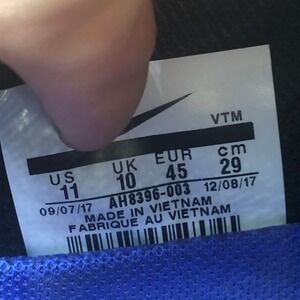 VTM
US UK EUR cm
11 10 45 29
AH8396-003
09/07/17 12/08/17
MADE IN VIETNAM
FABRIQUE AU VIETNAM